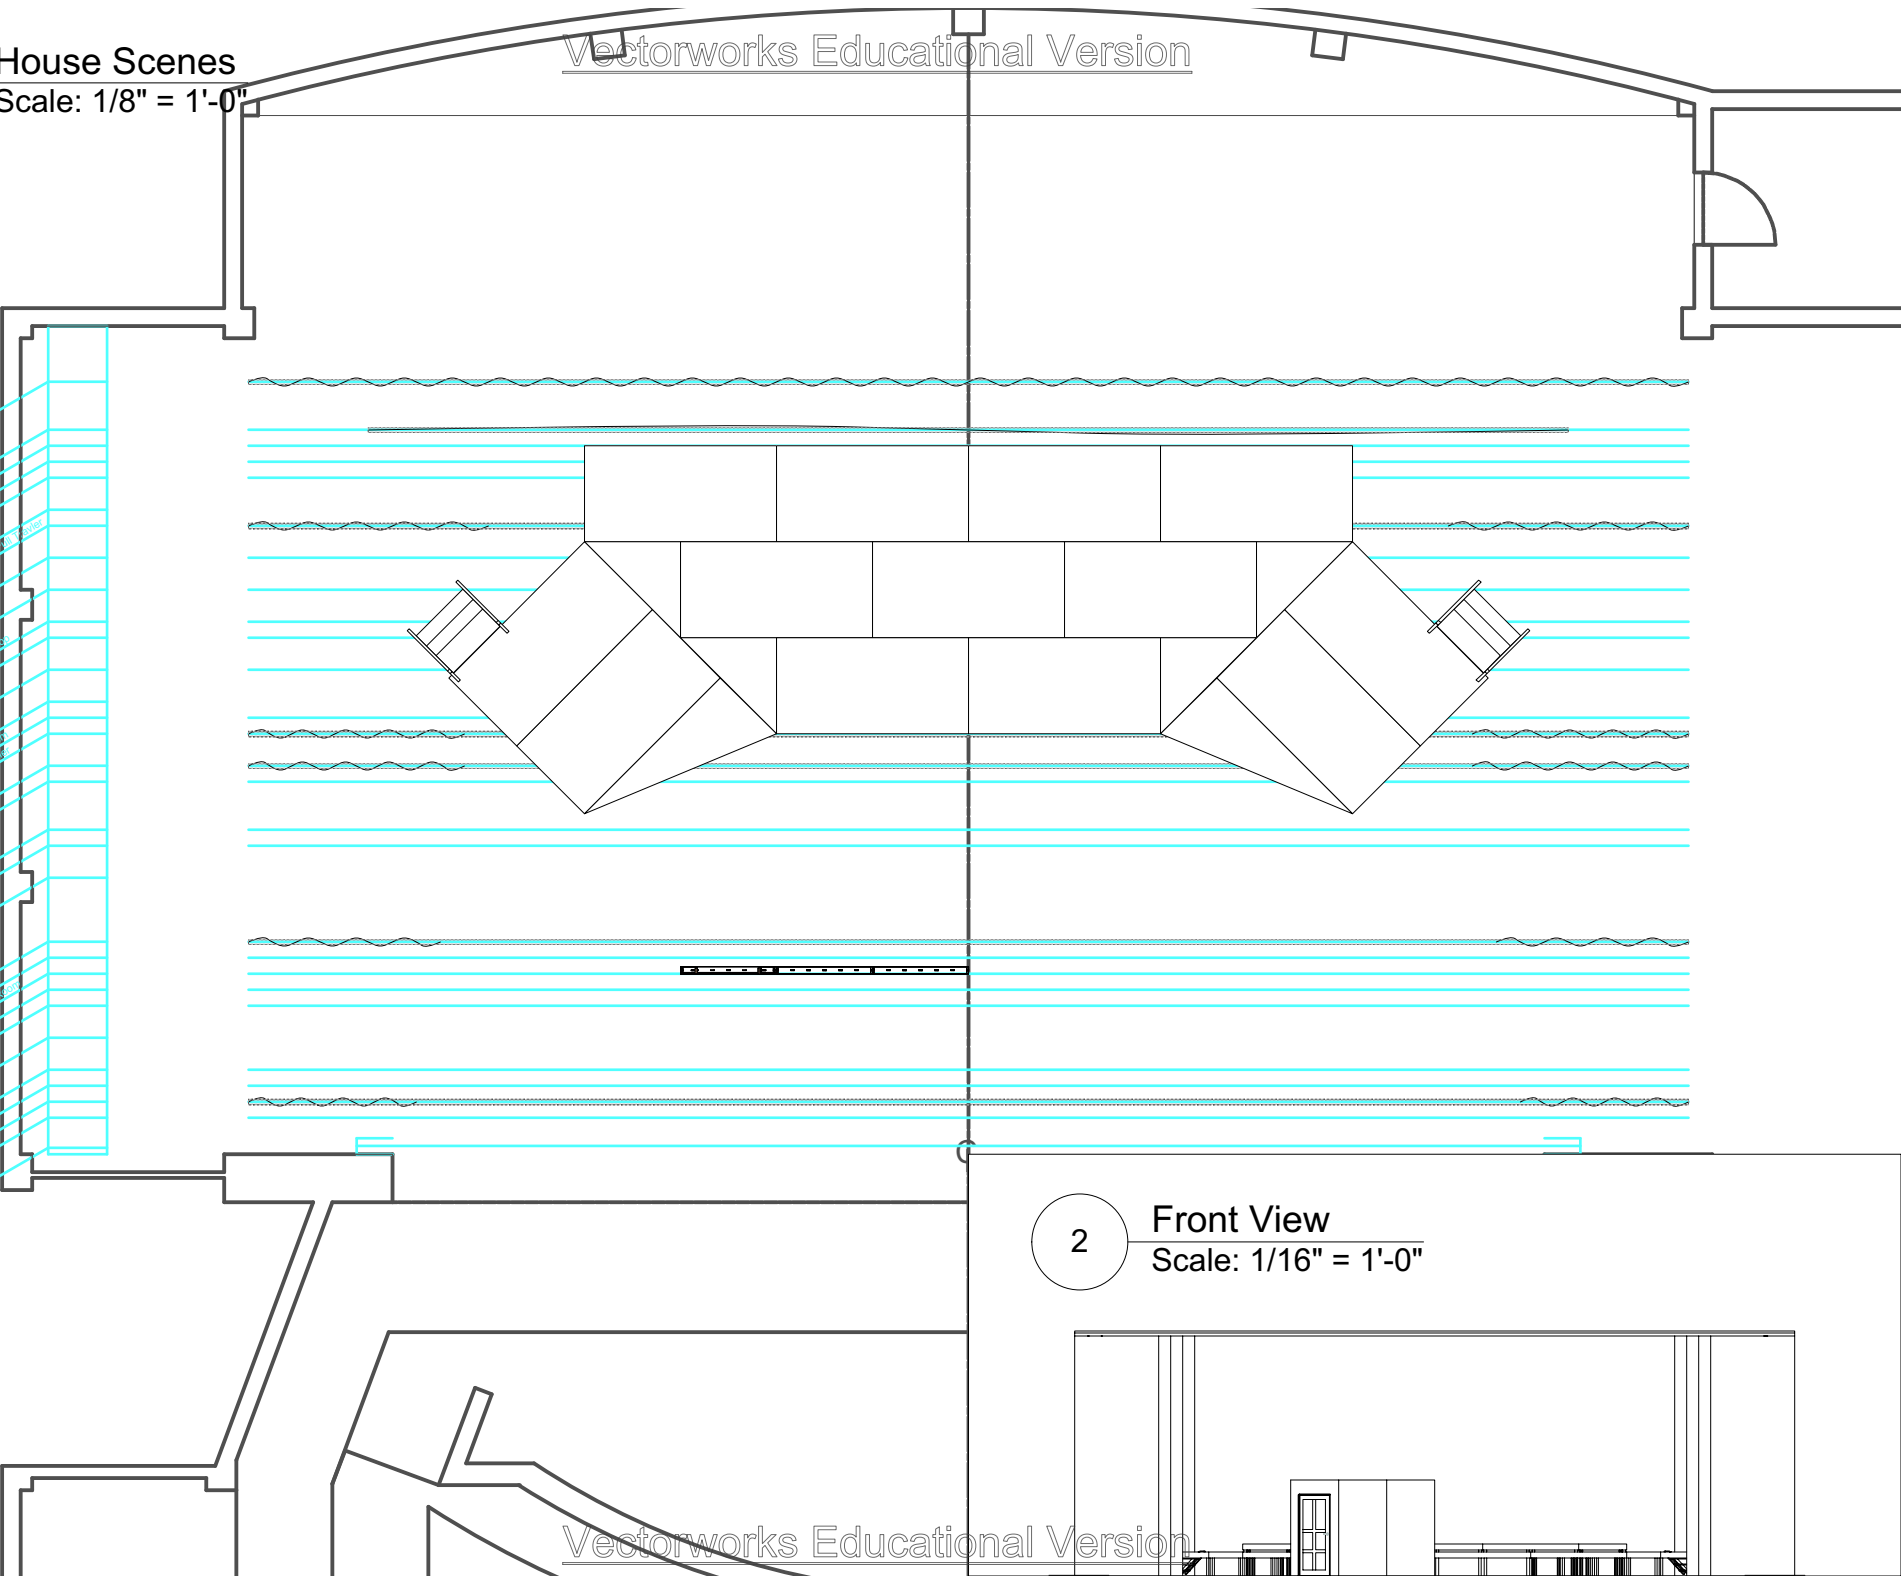 Vectorworks Educational Version
House Scenes
Scale: 1/8" = 1'-0"
2
Front View
Scale: 1/16" = 1'-0"
Vectorworks Educational Version